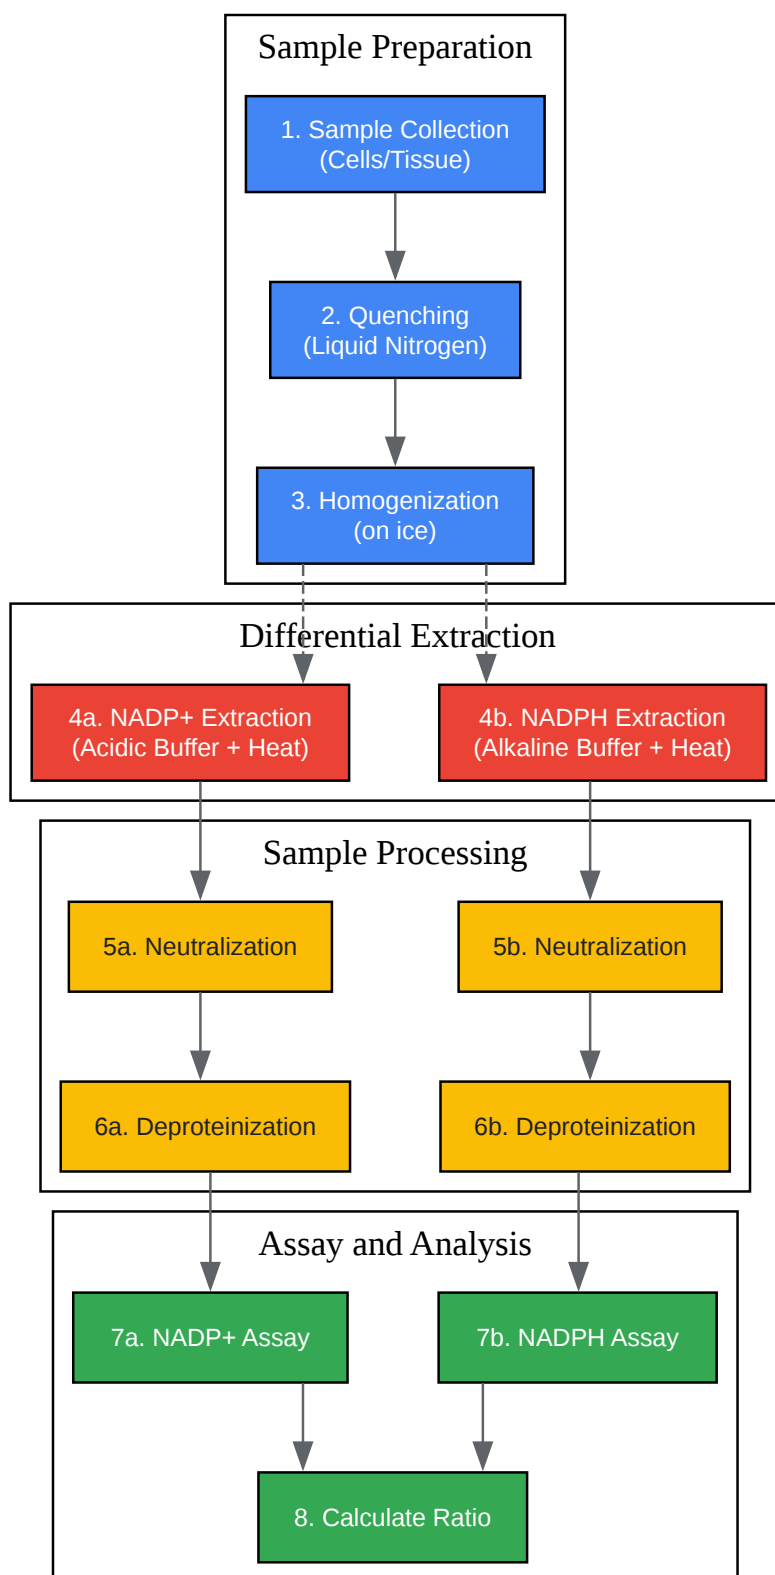 Sample Preparation
1. Sample Collection
(Cells/Tissue)
2. Quenching
(Liquid Nitrogen)
3. Homogenization
(on ice)
Differential Extraction
4a. NADP+ Extraction
(Acidic Buffer + Heat)
4b. NADPH Extraction
(Alkaline Buffer + Heat)
Sample Processing
5a. Neutralization
5b. Neutralization
6a. Deproteinization
6b. Deproteinization
Assay and Analysis
7a. NADP+ Assay
7b. NADPH Assay
8. Calculate Ratio